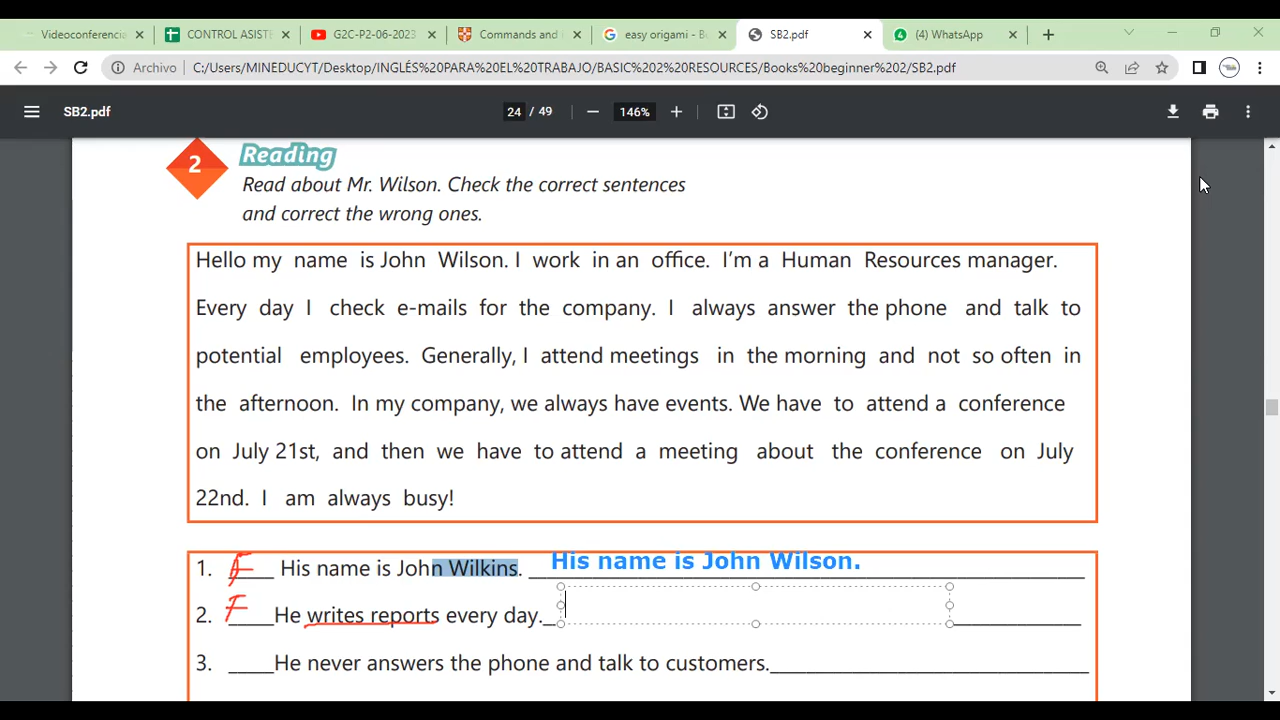 Videoconferencia
CONTROL ASIST
G2C-P2-06-2023
Commands and
easy origami - B
SB2.pdf
(4) WhatsApp
Archivo
C:/Users/MINEDUCYT/Desktop/INGLÉS%20PARA%20EL%20TRABAJO/BASIC%202%20RESOURCES/Books%20beginner%202/SB2.pdf
SB2.pdf
24 / 49
146%
2
Reading
Read about Mr. Wilson. Check the correct sentences
and correct the wrong ones.
Hello my name is John Wilson. I work in an office. I'm a Human Resources manager.
Every day I check e-mails for the company. I always answer the phone and talk to
potential employees. Generally, I attend meetings in the morning and not so often in
the afternoon. In my company, we always have events. We have to attend a conference
on July 21st, and then we have to attend a meeting about the conference on July
22nd. I am always busy!
1. F His name is John Wilkins. His name is John Wilson.
2. F He writes reports every day.
3. ____He never answers the phone and talk to customers.